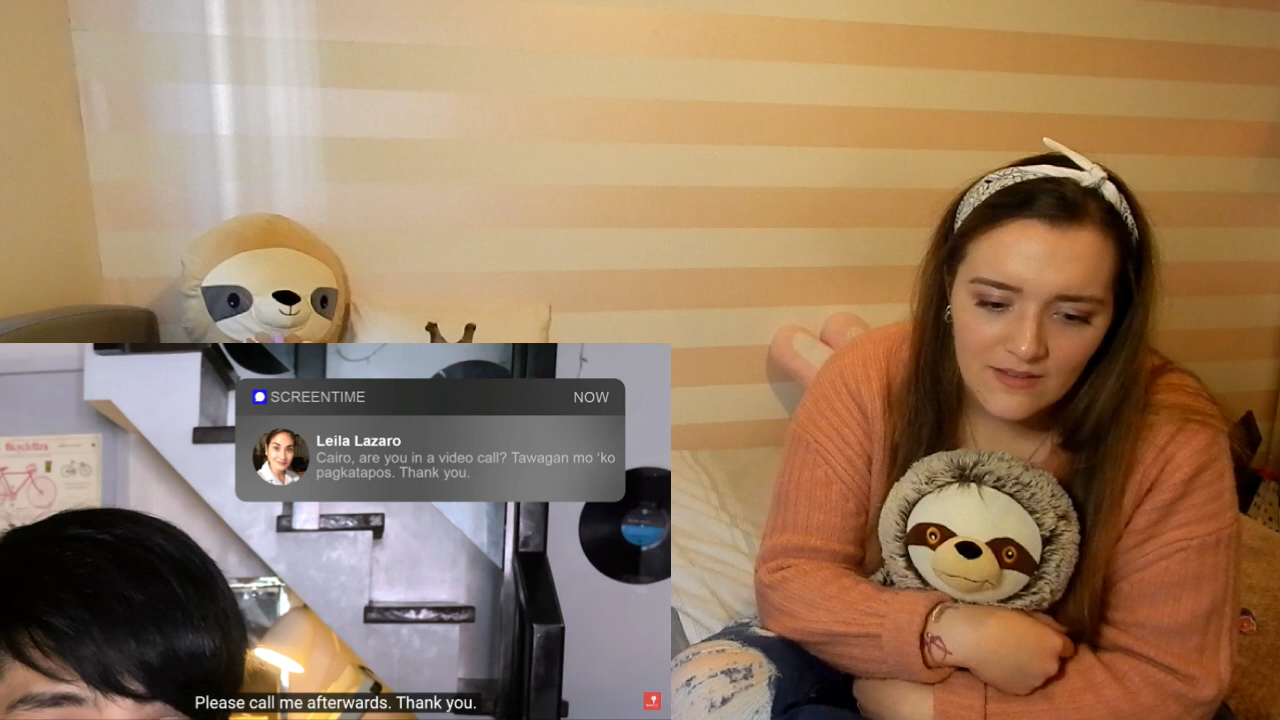 SCREENTIME NOW
Leila Lazaro
Cairo, are you in a video call? Tawagan mo 'ko
pagkatapos. Thank you.
Please call me afterwards. Thank you.